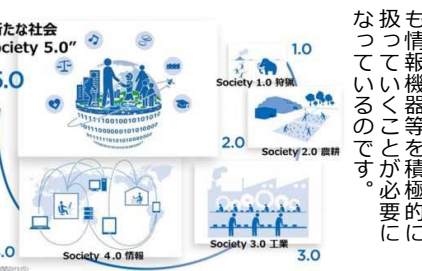 も情報機器等を積極的に
扱っていくことが必要に
なっているのです。
新たな社会
"Society 5.0"
5.0
1.0
Society 1.0 狩猟
2.0
Society 2.0 農耕
Society 3.0 工業
3.0
Society 4.0 情報
4.0